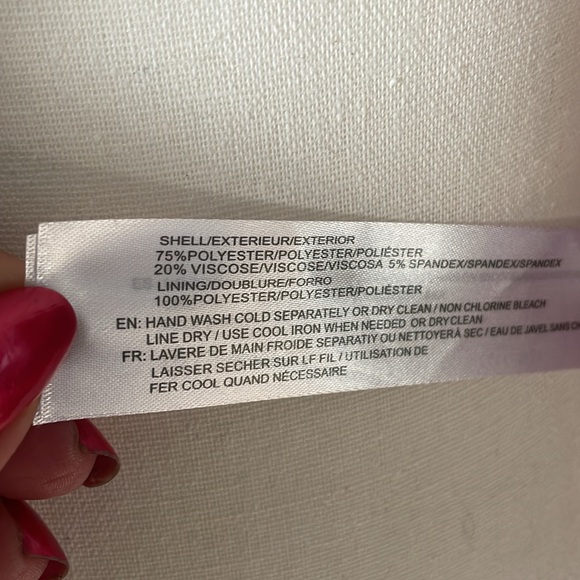 SHELL/EXTERIEUR/EXTERIOR
75%POLYESTER/POLYESTER/POLIÉSTER
20% VISCOSE/VISCOSE/VISCOSA 5% SPANDEX/SPANDEX/SPANDEX
LINING/DOUBLURE/FORRO
100%POLYESTER/POLYESTER/POLIÉSTER
EN: HAND WASH COLD SEPARATELY OR DRY CLEAN / NON CHLORINE BLEACH
LINE DRY / USE COOL IRON WHEN NEEDED OR DRYCLEAN
FR: LAVERE DE MAIN FROIDE SEPARATIY OU NETTOYER À SEC / EAU DE JAVEL SANS
LAISSER SECHER SUR LF FIL / UTILISATION DE
FER COOL QUAND NÉCESSAIRE